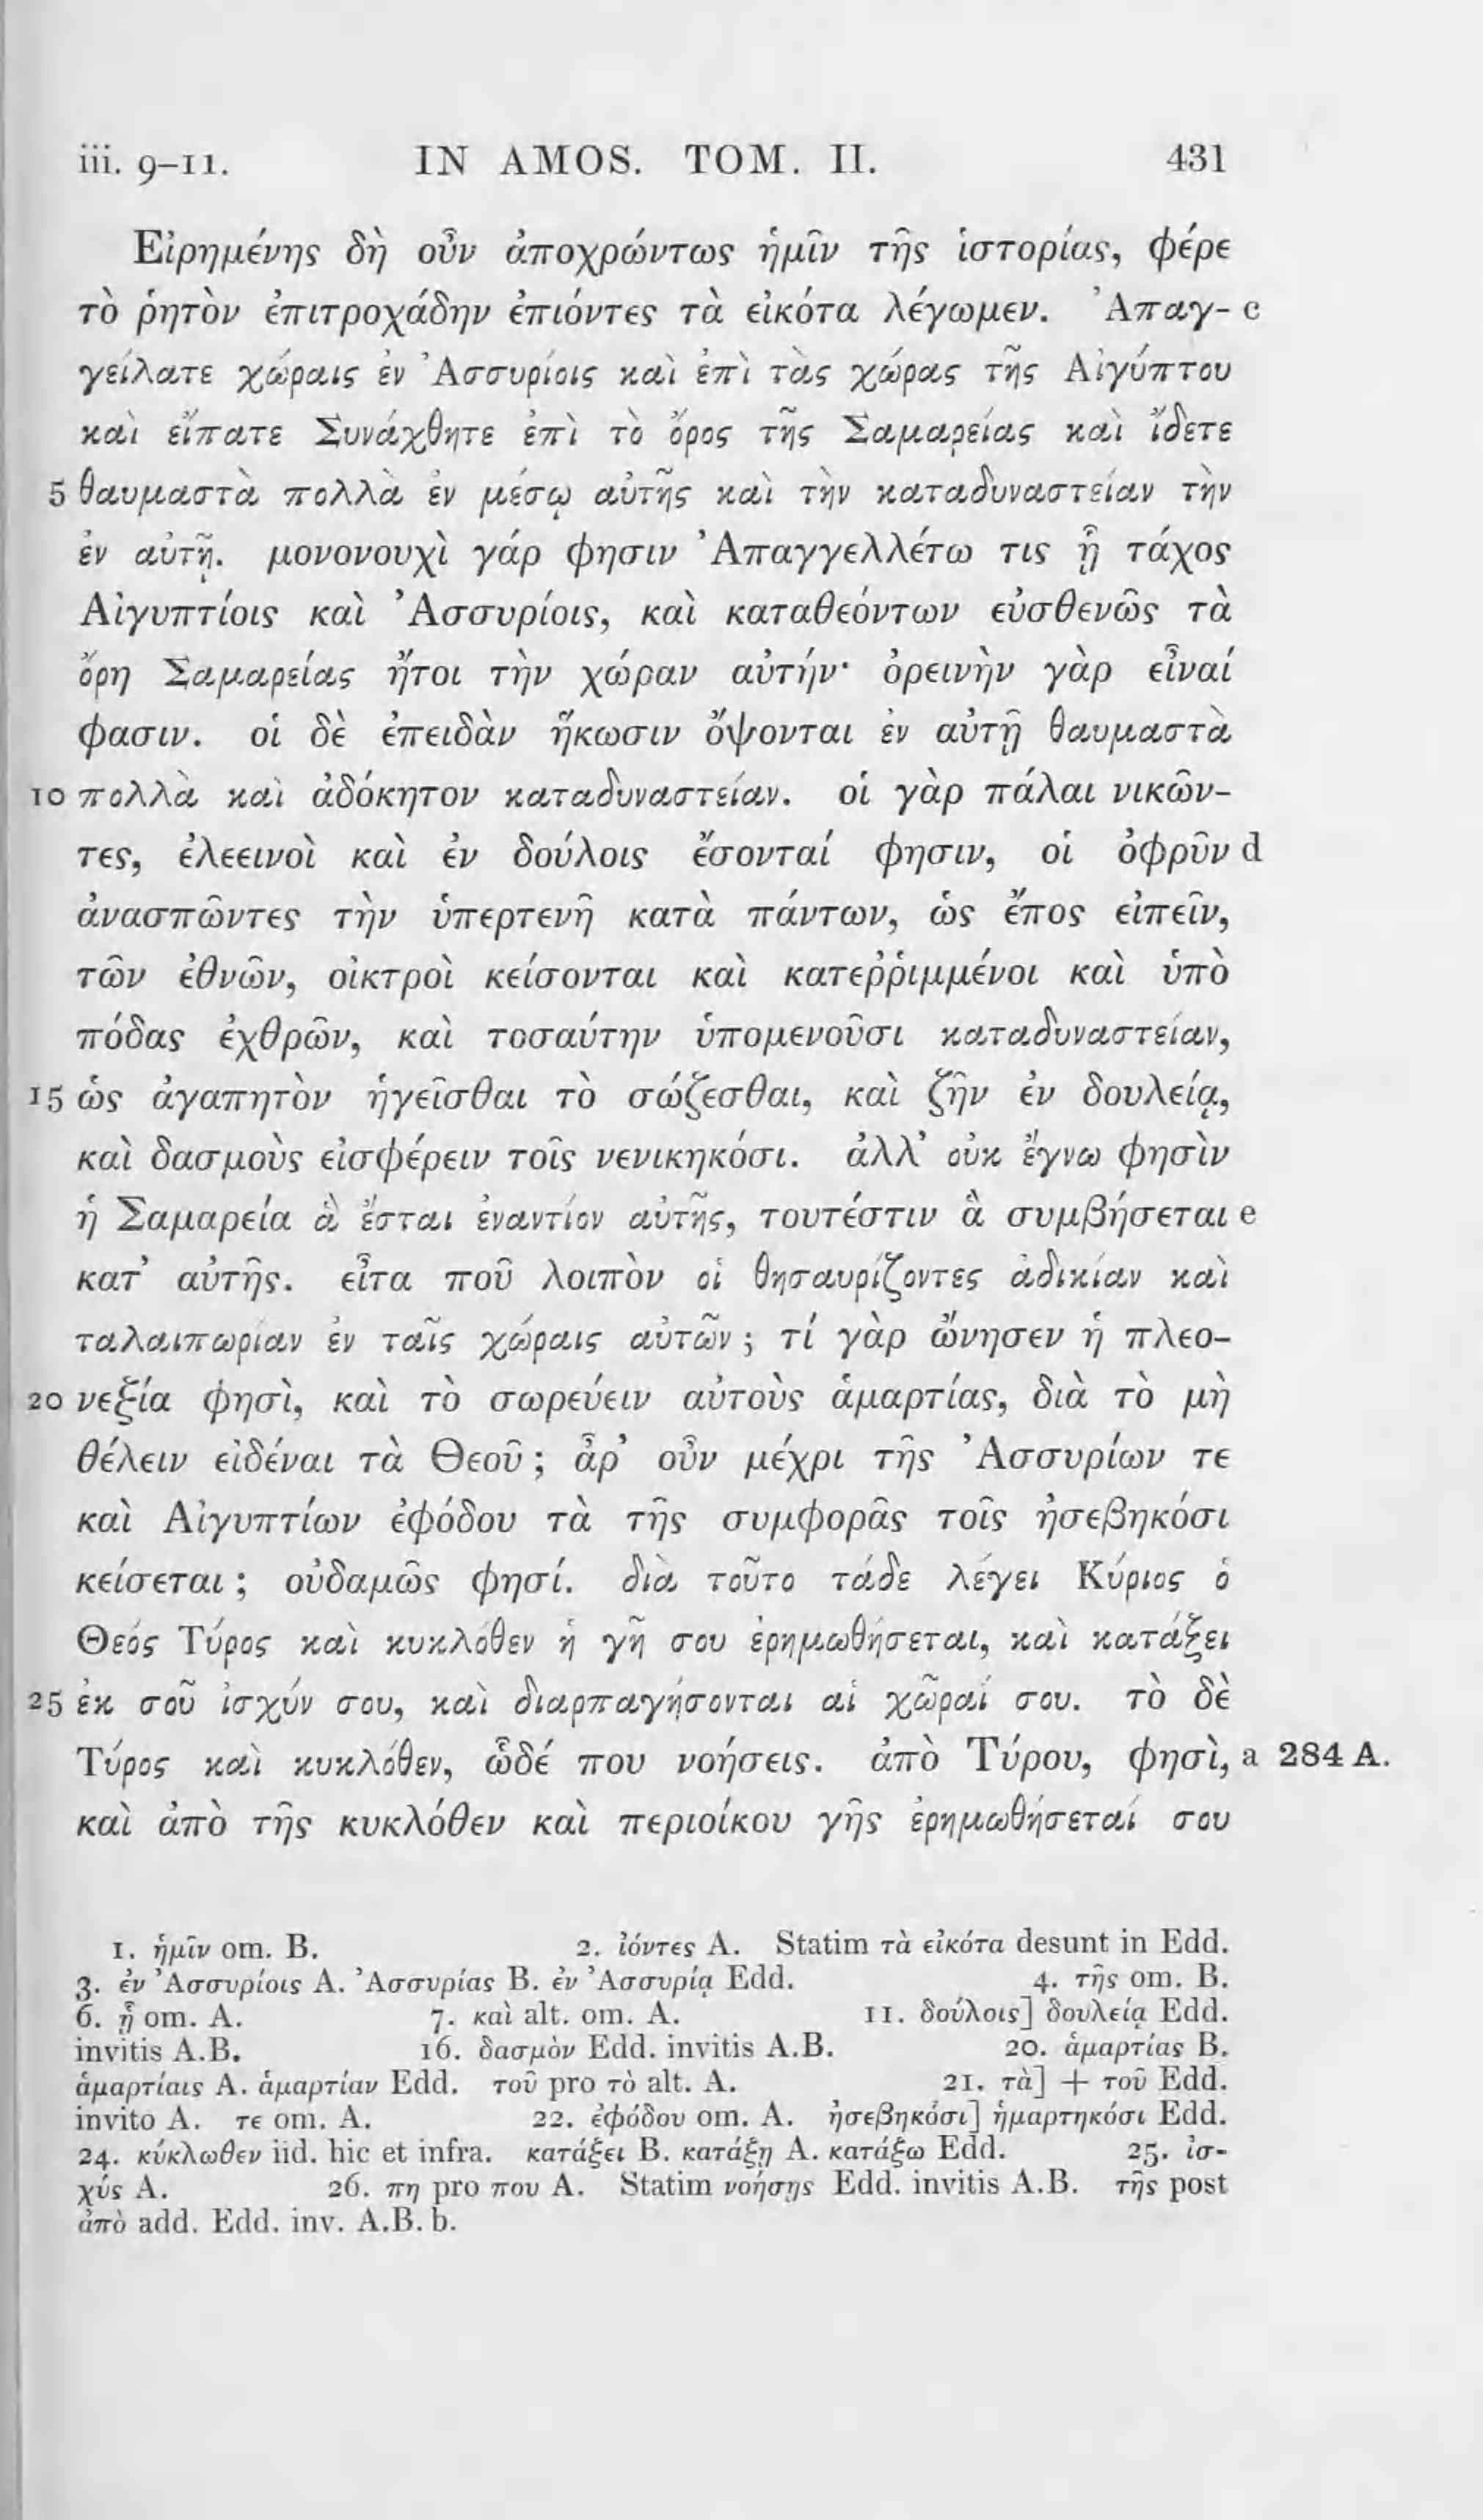 iii. 9–11. IN AMOS. TOM. II. 431
Εἰρημένης δὴ οὖν ἀποχρώντως ἡμῖν τῆς ἱστορίας, φέρε
τὸ ῥητὸν ἐπιτροχάδην ἐπιόντες τὰ εἰκότα λέγωμεν. Ἀπαγ- c
γείλατε χώραις ἐν Ἀσσυρίοις καὶ ἐπὶ τὰς χώρας τῆς Αἰγύπτου
καὶ εἴπατε Συνάχθητε ἐπὶ τὸ ὄρος τῆς Σαμαρείας καὶ ἴδετε
5 θαυμαστὰ πολλὰ ἐν μέσῳ αὐτῆς καὶ τὴν καταδυναστείαν τὴν
ἐν αὐτῇ. μονονουχὶ γάρ φησιν Ἀπαγγελλέτω τις ᾗ τάχος
Αἰγυπτίοις καὶ Ἀσσυρίοις, καὶ καταθεόντων εὐσθενῶς τὰ
ὄρη Σαμαρείας ἤτοι τὴν χώραν αὐτήν· ὀρεινὴν γὰρ εἶναί
φασιν. οἱ δὲ ἐπειδὰν ἥκωσιν ὄψονται ἐν αὐτῇ θαυμαστὰ
10 πολλὰ καὶ ἀδόκητον καταδυναστείαν. οἱ γὰρ πάλαι νικῶν-
τες, ἐλεεινοὶ καὶ ἐν δούλοις ἔσονταί φησιν, οἱ ὀφρῦν d
ἀνασπῶντες τὴν ὑπερτενῆ κατὰ πάντων, ὡς ἔπος εἰπεῖν,
τῶν ἐθνῶν, οἰκτροὶ κείσονται καὶ κατεῤῥιμμένοι καὶ ὑπὸ
πόδας ἐχθρῶν, καὶ τοσαύτην ὑπομενοῦσι καταδυναστείαν,
15 ὡς ἀγαπητὸν ἡγεῖσθαι τὸ σώζεσθαι, καὶ ζῆν ἐν δουλείᾳ,
καὶ δασμοὺς εἰσφέρειν τοῖς νενικηκόσι. ἀλλ’ οὐκ ἔγνω φησὶν
ἡ Σαμαρεία ἃ ἔσται ἐναντίον αὐτῆς, τουτέστιν ἃ συμβήσεται e
κατ’ αὐτῆς. εἶτα ποῦ λοιπὸν οἱ θησαυρίζοντες ἀδικίαν καὶ
ταλαιπωρίαν ἐν ταῖς χώραις αὐτῶν; τί γὰρ ὤνησεν ἡ πλεο-
20 νεξία φησὶ, καὶ τὸ σωρεύειν αὐτοὺς ἁμαρτίας, διὰ τὸ μὴ
θέλειν εἰδέναι τὰ Θεοῦ; ἆρ’ οὖν μέχρι τῆς Ἀσσυρίων τε
καὶ Αἰγυπτίων ἐφόδου τὰ τῆς συμφορᾶς τοῖς ἠσεβηκόσι
κείσεται; οὐδαμῶς φησί. διὰ τοῦτο τάδε λέγει Κύριος ὁ
Θεός Τύρος καὶ κυκλόθεν ἡ γῆ σου ἐρημωθήσεται, καὶ κατάξει
25 ἐκ σοῦ ἰσχύν σου, καὶ διαρπαγήσονται αἱ χῶραί σου. τὸ δὲ
Τύρος καὶ κυκλόθεν, ὧδέ που νοήσεις. ἀπὸ Τύρου, φησὶ, a 284 A.
καὶ ἀπὸ τῆς κυκλόθεν καὶ περιοίκου γῆς ἐρημωθήσεταί σου
1. ἡμῖν om. B. 2. ἰόντες A. Statim τὰ εἰκότα desunt in Edd.
3. ἐν Ἀσσυρίοις A. Ἀσσυρίας B. ἐν Ἀσσυρίᾳ Edd. 4. τῆς om. B.
6. ᾗ om. A. 7. καὶ alt. om. A. 11. δούλοις] δουλείᾳ Edd.
invitis A.B. 16. δασμὸν Edd. invitis A.B. 20. ἁμαρτίας B.
ἁμαρτίαις A. ἁμαρτίαν Edd. τοῦ pro τὸ alt. A. 21. τὰ] + τοῦ Edd.
invito A. τε om. A. 22. ἐφόδου om. A. ἠσεβηκόσι] ἡμαρτηκόσι Edd.
24. κύκλωθεν iid. hic et infra. κατάξει B. κατάξῃ A. κατάξω Edd. 25. ἰσ-
χύς A. 26. πη pro που A. Statim νοήσῃς Edd. invitis A.B. τῆς post
ἀπὸ add. Edd. inv. A.B. b.